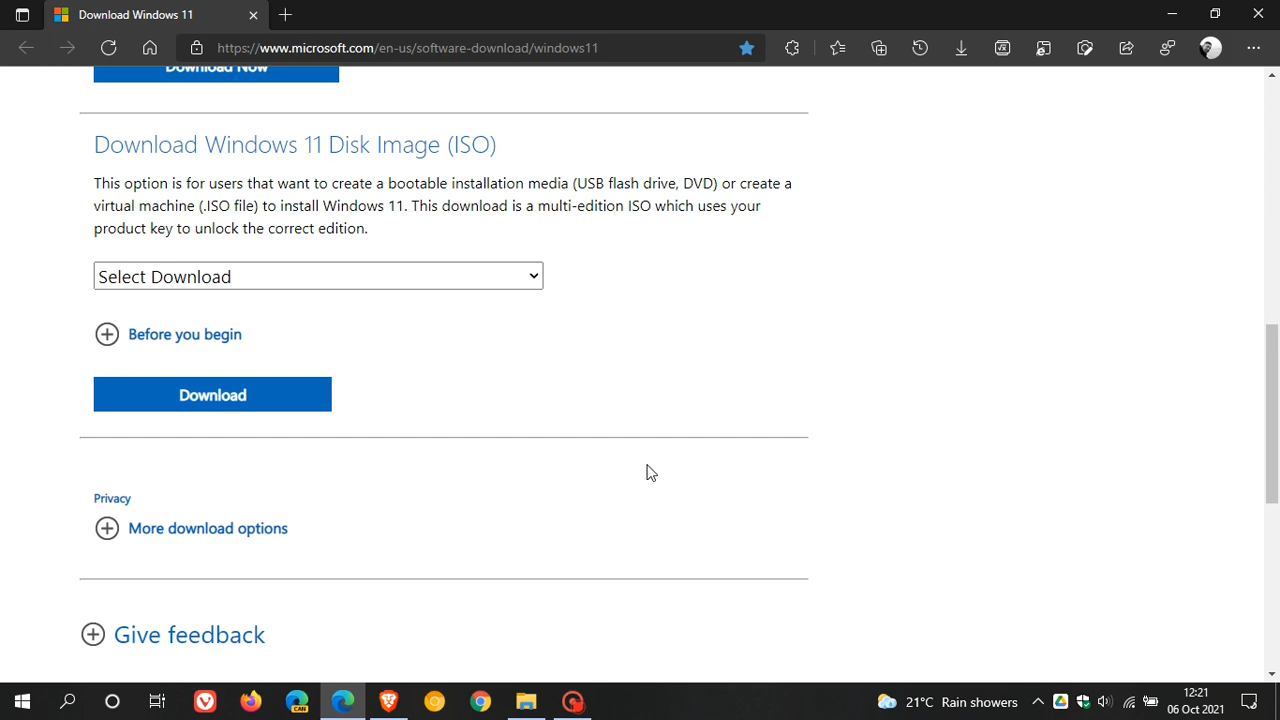 Download Windows 11
https://www.microsoft.com/en-us/software-download/windows11
Download Now
Download Windows 11 Disk Image (ISO)
This option is for users that want to create a bootable installation media (USB flash drive, DVD) or create a
virtual machine (.ISO file) to install Windows 11. This download is a multi-edition ISO which uses your
product key to unlock the correct edition.
Select Download
Before you begin
Download
Privacy
More download options
Give feedback
CAN
21°C Rain showers
12:21
06 Oct 2021